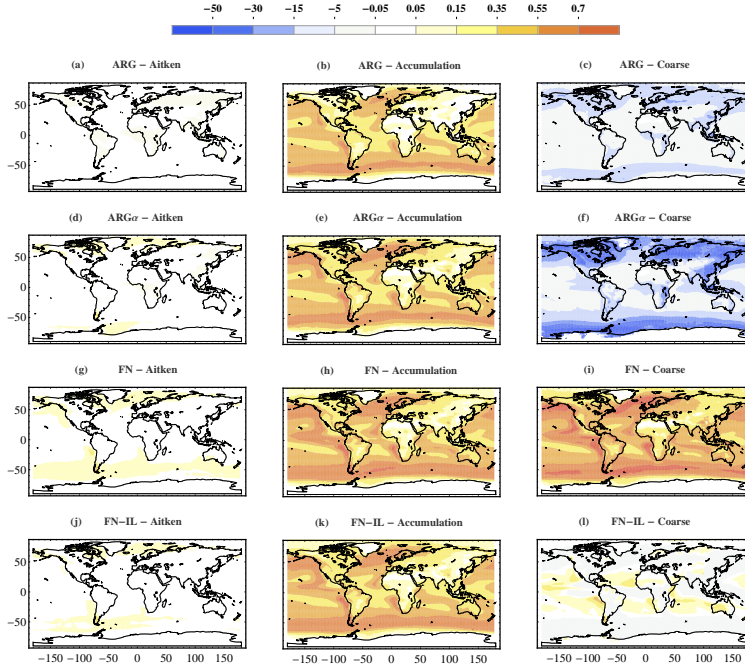 −50 −30 −15 −5 −0.05 0.05 0.15 0.35 0.55 0.7
(a) ARG − Aitken
(b) ARG − Accumulation
(c) ARG − Coarse
50
0
−50
(d) ARGα − Aitken
(e) ARGα − Accumulation
(f) ARGα − Coarse
50
0
−50
(g) FN − Aitken
(h) FN − Accumulation
(i) FN − Coarse
50
0
−50
(j) FN−IL − Aitken
(k) FN−IL − Accumulation
(l) FN−IL − Coarse
50
0
−50
−150 −100 −50 0 50 100 150
−150 −100 −50 0 50 100 150
−150 −100 −50 0 50 100 150